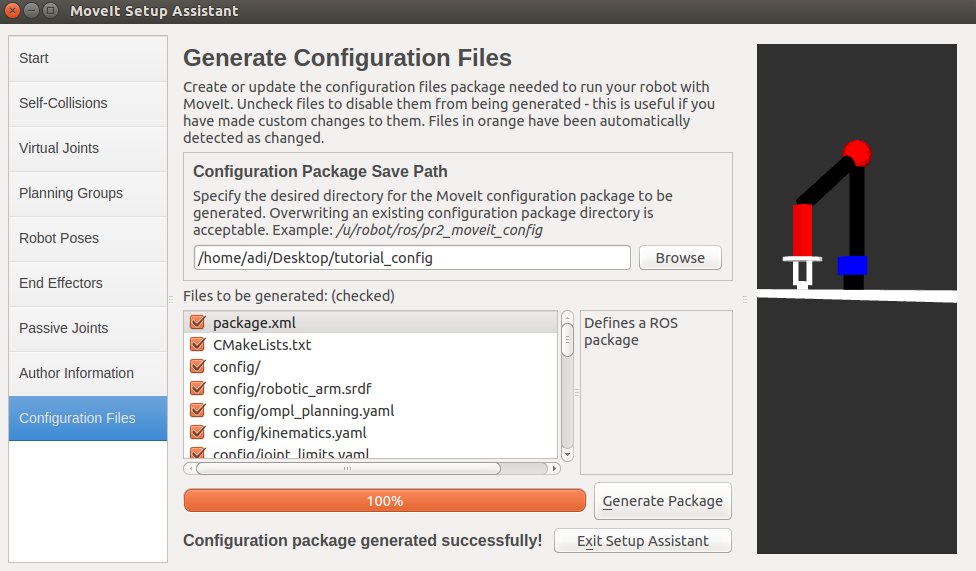 MoveIt Setup Assistant
Start
Self-Collisions
Virtual Joints
Planning Groups
Robot Poses
End Effectors
Passive Joints
Author Information
Configuration Files
Generate Configuration Files
Create or update the configuration files package needed to run your robot with
MoveIt. Uncheck files to disable them from being generated - this is useful if you
have made custom changes to them. Files in orange have been automatically
detected as changed.
Configuration Package Save Path
Specify the desired directory for the MoveIt configuration package to be
generated. Overwriting an existing configuration package directory is
acceptable. Example: /u/robot/ros/pr2_moveit_config
/home/adi/Desktop/tutorial_config
Browse
Files to be generated: (checked)
package.xml
CMakeLists.txt
config/
config/robotic_arm.srdf
config/ompl_planning.yaml
config/kinematics.yaml
config/joint_limits.yaml
Defines a ROS
package
100%
Generate Package
Configuration package generated successfully!
Exit Setup Assistant